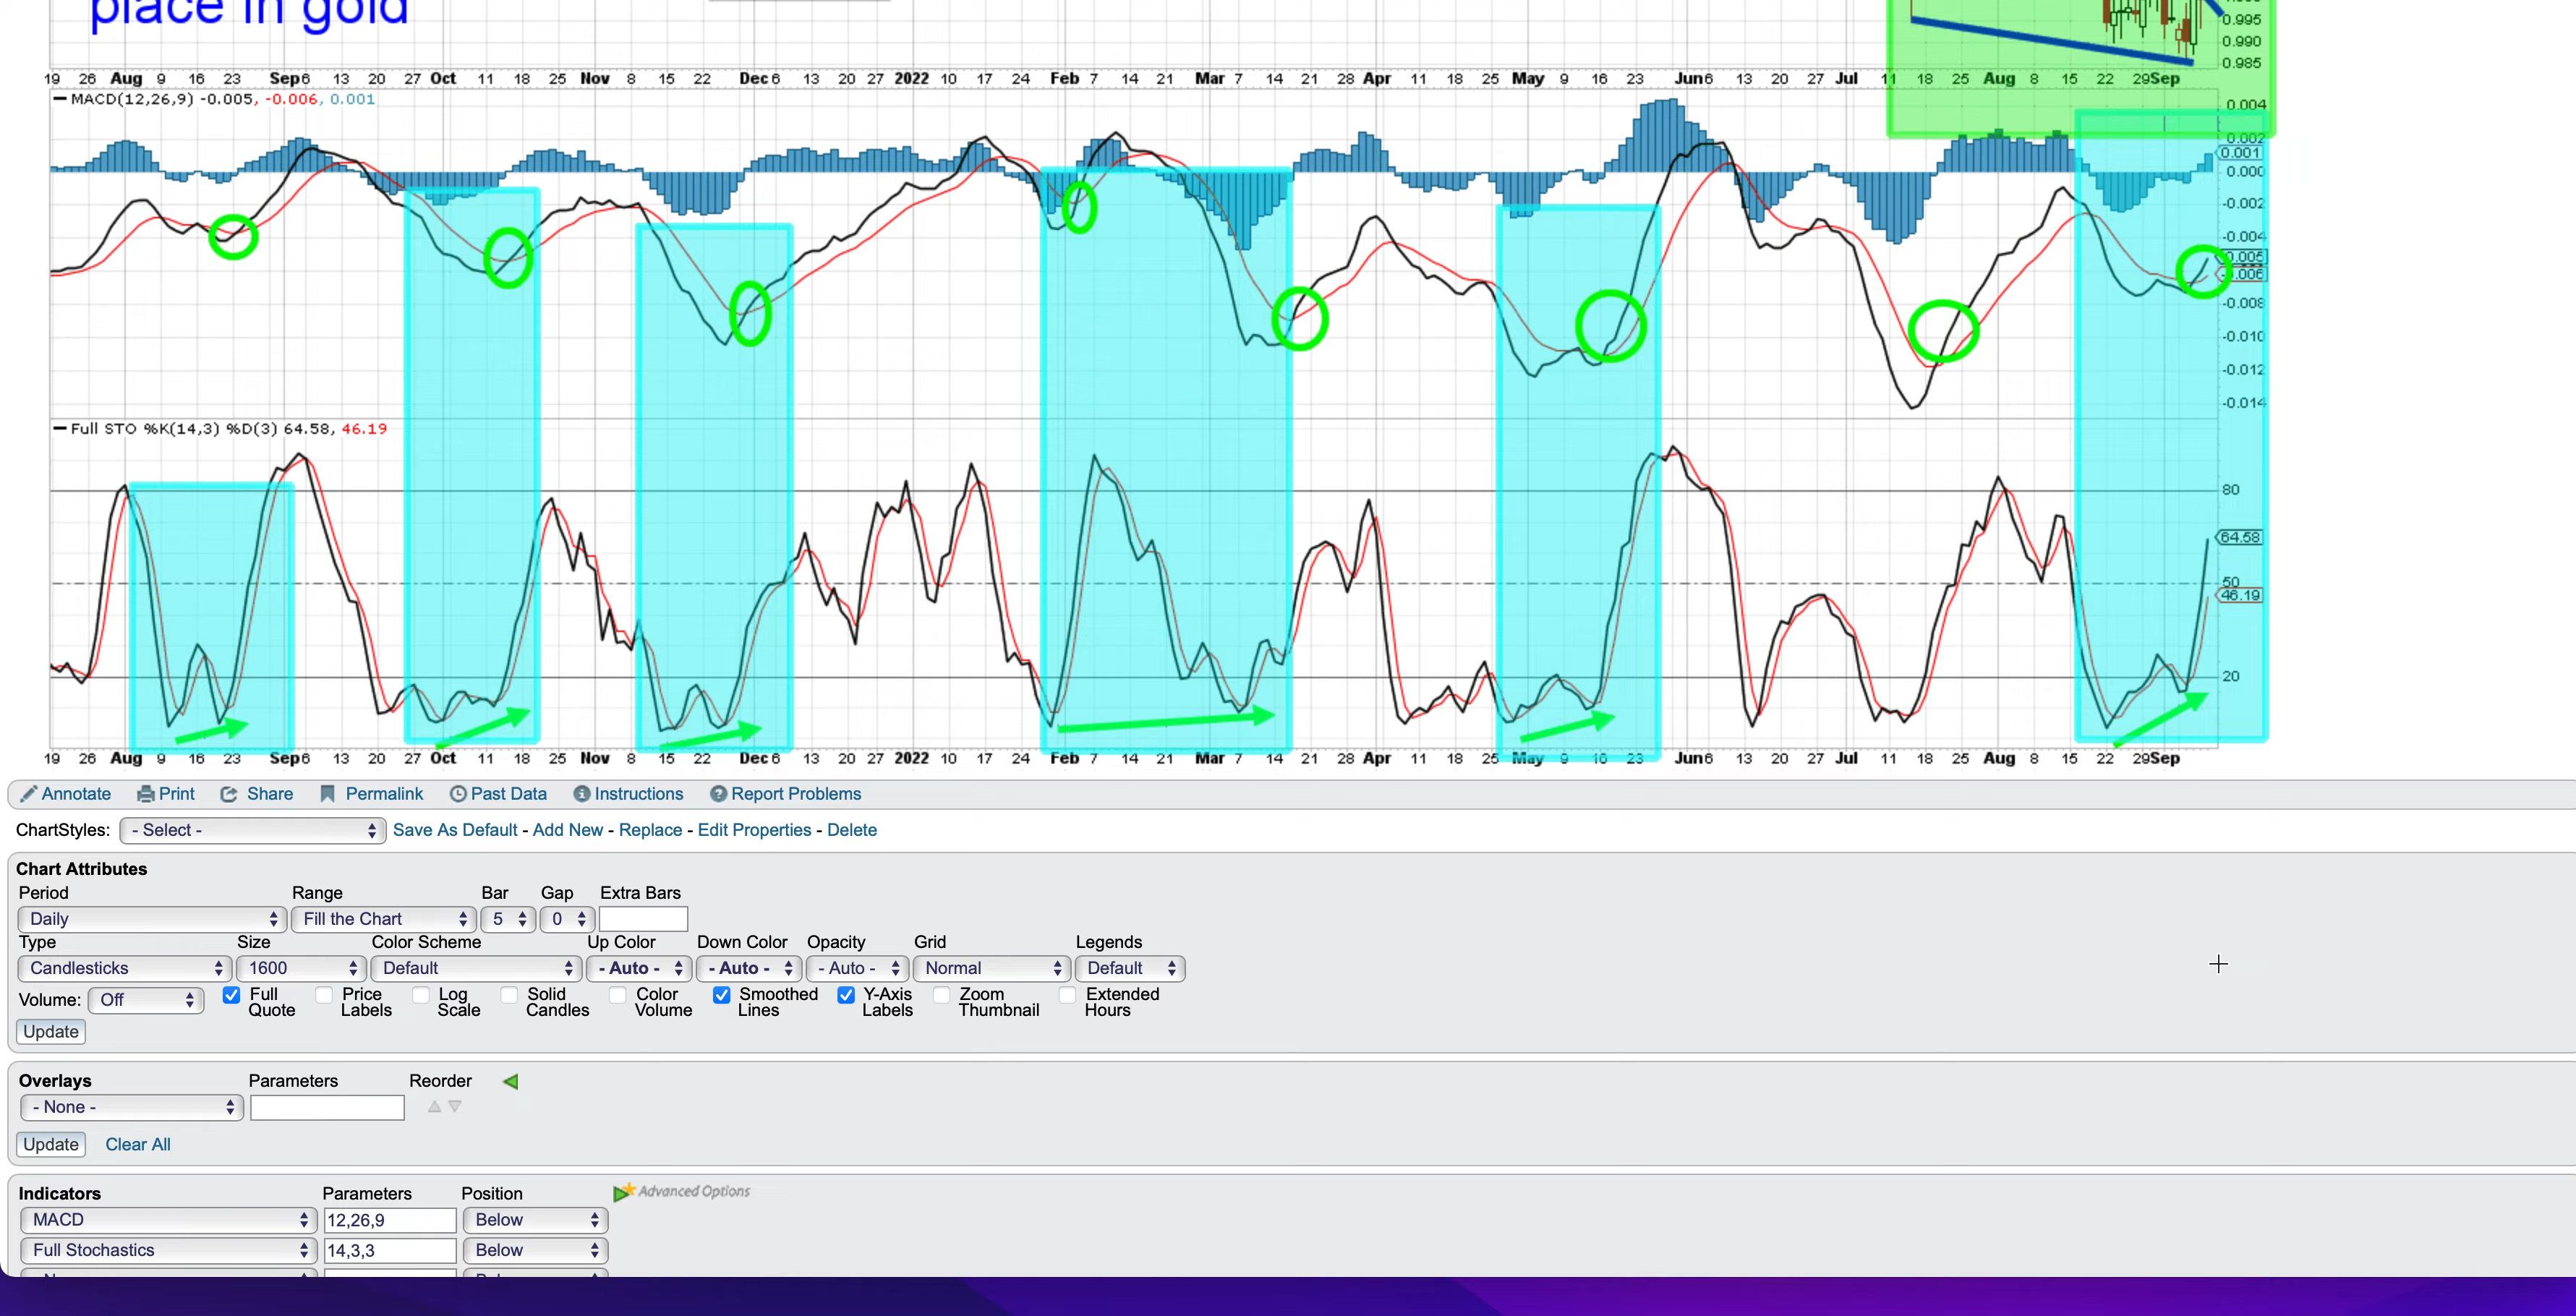 place in gold
0.995
0.990
0.985
19 26 Aug 9 16 23 Sep 6 13 20 27 Oct 11 18 25 Nov 8 15 22 Dec 6 13 20 27 2022 10 17 24 Feb 7 14 21 Mar 7 14 21 28 Apr 11 18 25 May 9 16 23 Jun 6 13 20 27 Jul 11 18 25 Aug 8 15 22 29 Sep
MACD(12,26,9) -0.005, -0.006, 0.001
0.004
0.002
0.001
0.000
-0.002
-0.004
-0.005
-0.006
-0.008
-0.010
-0.012
-0.014
Full STO %K(14,3) %D(3) 64.58, 46.19
80
64.58
50
46.19
20
19 26 Aug 9 16 23 Sep 6 13 20 27 Oct 11 18 25 Nov 8 15 22 Dec 6 13 20 27 2022 10 17 24 Feb 7 14 21 Mar 7 14 21 28 Apr 11 18 25 May 9 16 23 Jun 6 13 20 27 Jul 11 18 25 Aug 8 15 22 29 Sep
Annotate Print Share Permalink Past Data Instructions Report Problems
ChartStyles: - Select - Save As Default - Add New - Replace - Edit Properties - Delete
Chart Attributes
Period Range Bar Gap Extra Bars
Daily Fill the Chart 5 0
Type Size Color Scheme Up Color Down Color Opacity Grid Legends
Candlesticks 1600 Default - Auto - - Auto - - Auto - Normal Default
Volume: Off Full Quote Price Labels Log Scale Solid Candles Color Volume Smoothed Lines Y-Axis Labels Zoom Thumbnail Extended Hours
Update
Overlays Parameters Reorder
- None -
Update Clear All
Indicators Parameters Position Advanced Options
MACD 12,26,9 Below
Full Stochastics 14,3,3 Below